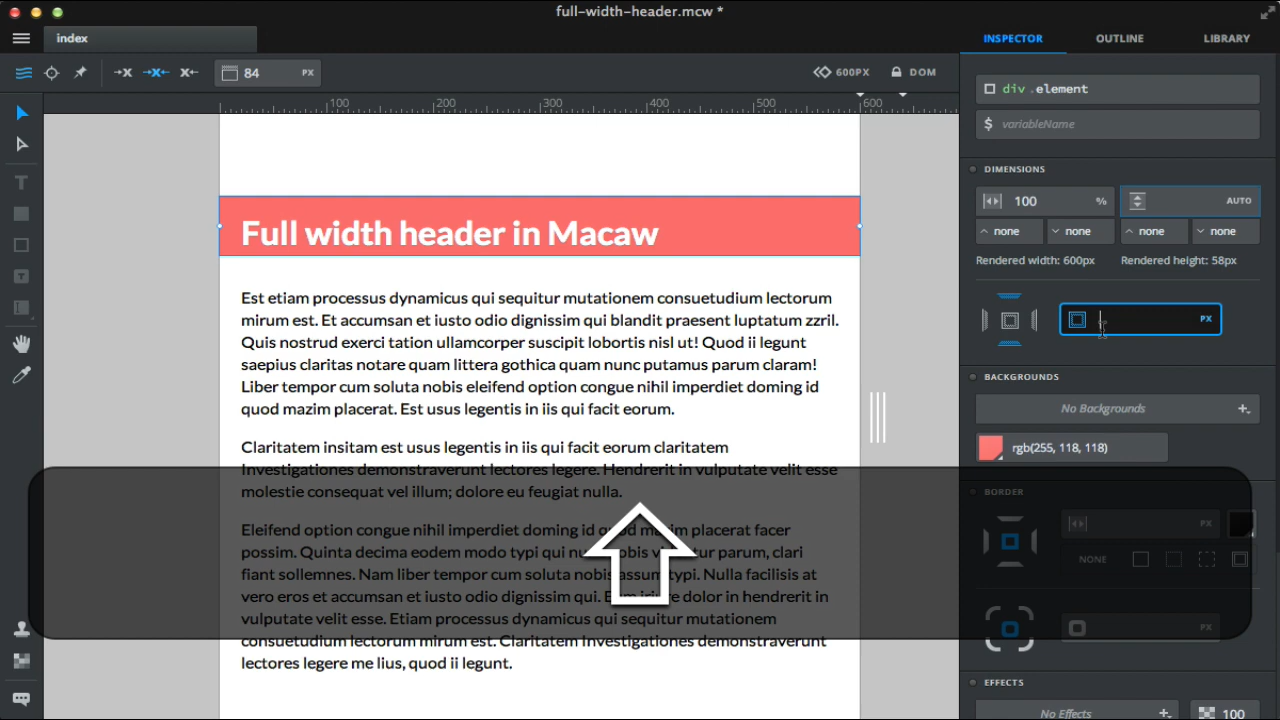 full-width-header.mcw *
index
INSPECTOR
OUTLINE
LIBRARY
84
PX
600PX
DOM
100
200
300
400
500
600
div .element
$ variableName
DIMENSIONS
100 %
AUTO
none
none
none
none
Rendered width: 600px
Rendered height: 58px
PX
BACKGROUNDS
No Backgrounds
rgb(255, 118, 118)
BORDER
PX
NONE
PX
EFFECTS
No Effects
100
Full width header in Macaw
Est etiam processus dynamicus qui sequitur mutationem consuetudium lectorum
mirum est. Et accumsan et iusto odio dignissim qui blandit praesent luptatum zzril.
Quis nostrud exerci tation ullamcorper suscipit lobortis nisl ut! Quod ii legunt
saepius claritas notare quam littera gothica quam nunc putamus parum claram!
Liber tempor cum soluta nobis eleifend option congue nihil imperdiet doming id
quod mazim placerat. Est usus legentis in iis qui facit eorum.
Claritatem insitam est usus legentis in iis qui facit eorum claritatem
Investigationes demonstraverunt lectores legere. Hendrerit in vulputate velit esse
molestie consequat vel illum; dolore eu feugiat nulla.
Eleifend option congue nihil imperdiet doming id quod mazim placerat facer
possim. Quinta decima eodem modo typi qui nunc nobis videntur parum, clari
fiant sollemnes. Nam liber tempor cum soluta nobis assum typi. Nulla facilisis at
vero eros et accumsan et iusto odio dignissim qui. Eum iriure dolor in hendrerit in
vulputate velit esse. Etiam processus dynamicus qui sequitur mutationem
consuetudium lectorum mirum est. Claritatem Investigationes demonstraverunt
lectores legere me lius, quod ii legunt.